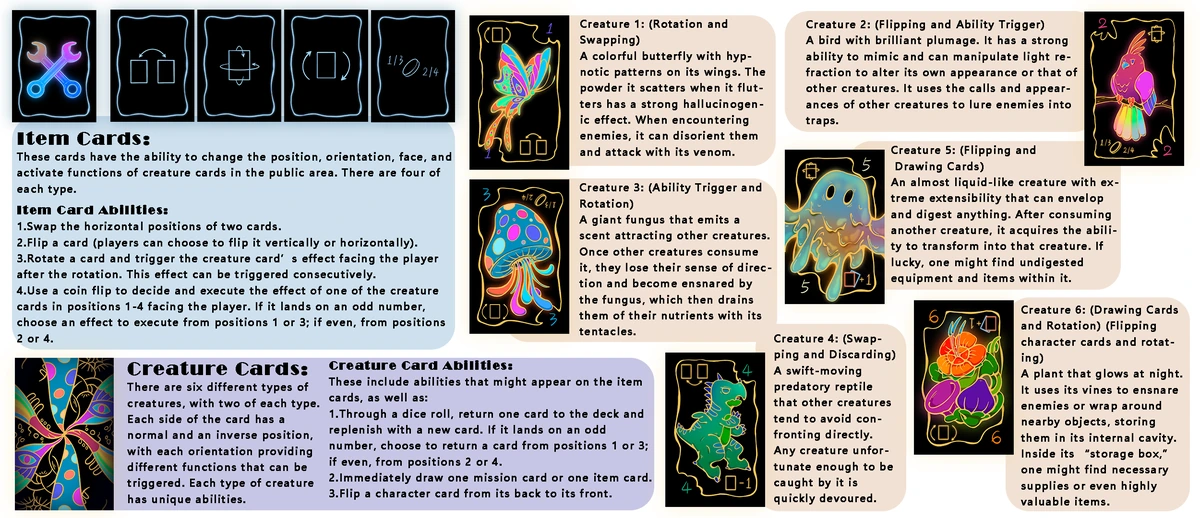 1/3 2/4
Item Cards:
These cards have the ability to change the position, orientation, face, and
activate functions of creature cards in the public area. There are four of
each type.
Item Card Abilities:
1.Swap the horizontal positions of two cards.
2.Flip a card (players can choose to flip it vertically or horizontally).
3.Rotate a card and trigger the creature card's effect facing the player
after the rotation. This effect can be triggered consecutively.
4.Use a coin flip to decide and execute the effect of one of the creature
cards in positions 1-4 facing the player. If it lands on an odd number,
choose an effect to execute from positions 1 or 3; if even, from positions
2 or 4.
Creature Cards:
There are six different types of
creatures, with two of each type.
Each side of the card has a
normal and an inverse position,
with each orientation providing
different functions that can be
triggered. Each type of creature
has unique abilities.
Creature Card Abilities:
These include abilities that might appear on the item
cards, as well as:
1.Through a dice roll, return one card to the deck and
replenish with a new card. If it lands on an odd
number, choose to return a card from positions 1 or 3;
if even, from positions 2 or 4.
2.Immediately draw one mission card or one item card.
3.Flip a character card from its back to its front.
1
1
Creature 1: (Rotation and
Swapping)
A colorful butterfly with hyp-
notic patterns on its wings. The
powder it scatters when it flut-
ters has a strong hallucinogen-
ic effect. When encountering
enemies, it can disorient them
and attack with its venom.
Creature 2: (Flipping and Ability Trigger)
A bird with brilliant plumage. It has a strong
ability to mimic and can manipulate light re-
fraction to alter its own appearance or that of
other creatures. It uses the calls and appear-
ances of other creatures to lure enemies into
traps.
2
1/3 2/4
2
3
1/3 2/4
3
Creature 3: (Ability Trigger and
Rotation)
A giant fungus that emits a
scent attracting other creatures.
Once other creatures consume
it, they lose their sense of direc-
tion and become ensnared by
the fungus, which then drains
them of their nutrients with its
tentacles.
5
5
+1
Creature 5: (Flipping and
Drawing Cards)
An almost liquid-like creature with ex-
treme extensibility that can envelop
and digest anything. After consuming
another creature, it acquires the abili-
ty to transform into that creature. If
lucky, one might find undigested
equipment and items within it.
4
4
-1
Creature 4: (Swap-
ping and Discarding)
A swift-moving
predatory reptile
that other creatures
tend to avoid con-
fronting directly.
Any creature unfor-
tunate enough to be
caught by it is
quickly devoured.
6
+1
6
Creature 6: (Drawing Cards
and Rotation) (Flipping
character cards and rotat-
ing)
A plant that glows at night.
It uses its vines to ensnare
enemies or wrap around
nearby objects, storing
them in its internal cavity.
Inside its "storage box,"
one might find necessary
supplies or even highly
valuable items.